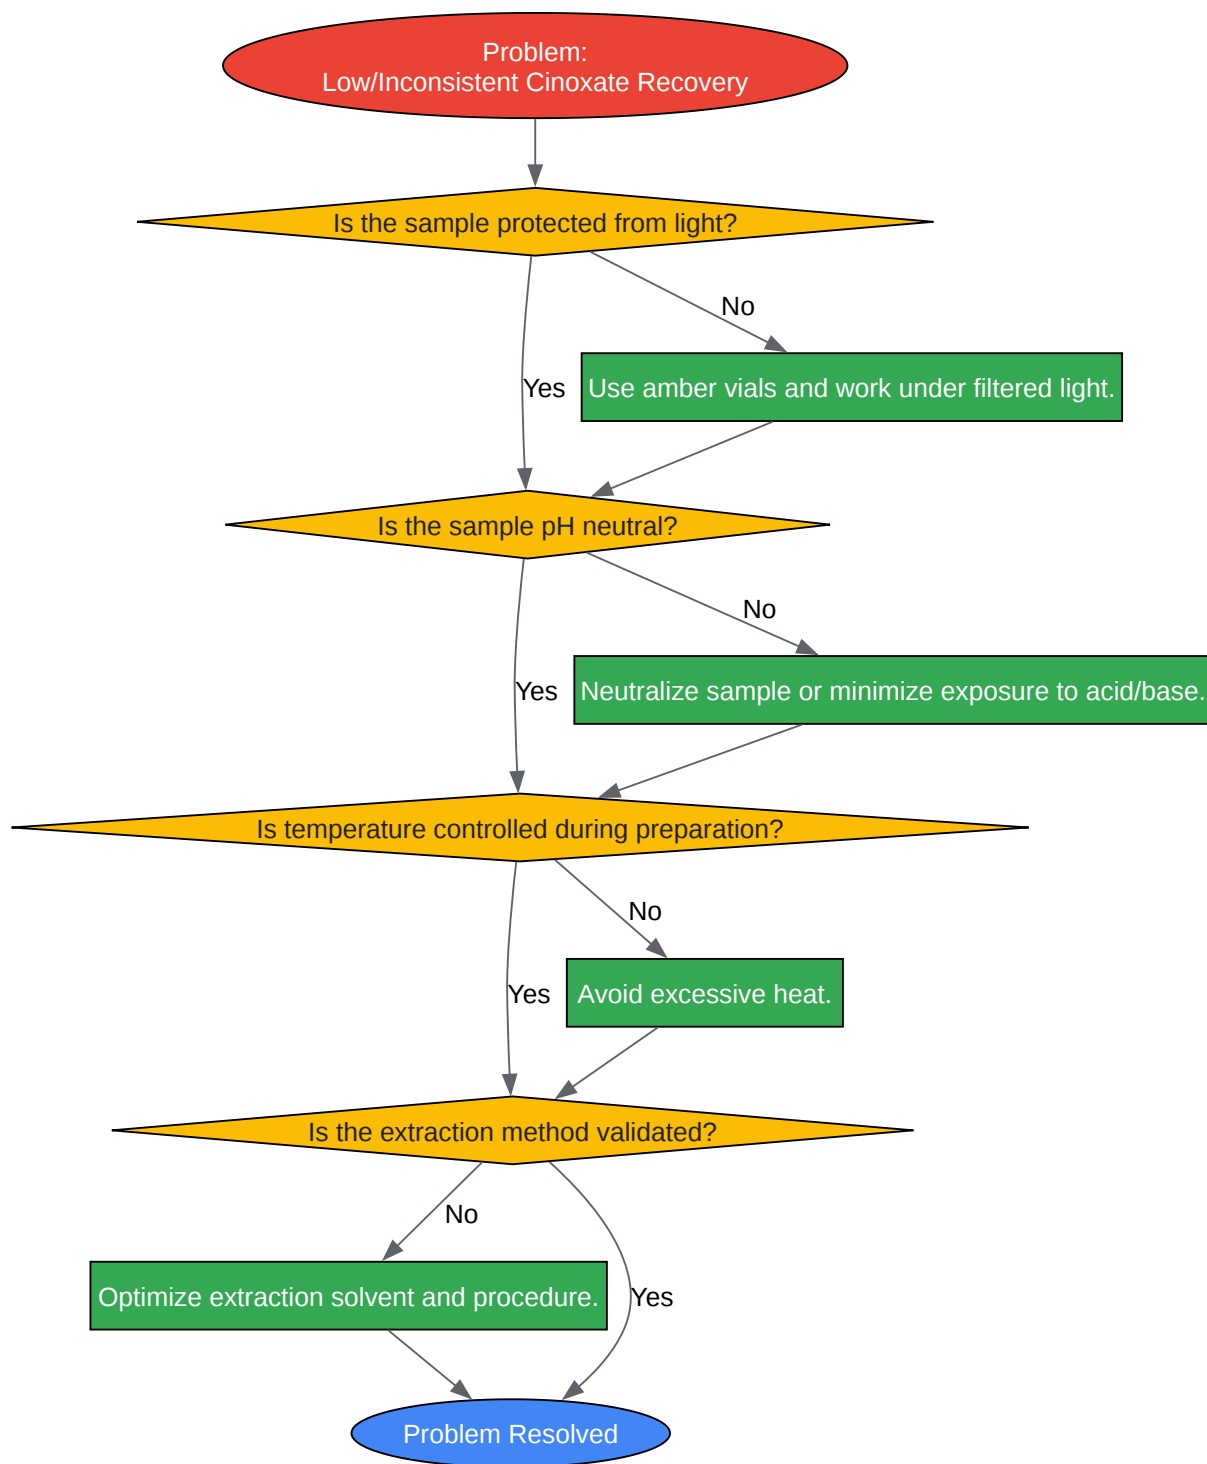 Problem:
Low/Inconsistent Cinoxate Recovery
Is the sample protected from light?
No
Yes
Use amber vials and work under filtered light.
Is the sample pH neutral?
No
Yes
Neutralize sample or minimize exposure to acid/base.
Is temperature controlled during preparation?
No
Yes
Avoid excessive heat.
Is the extraction method validated?
No
Optimize extraction solvent and procedure.
Yes
Problem Resolved